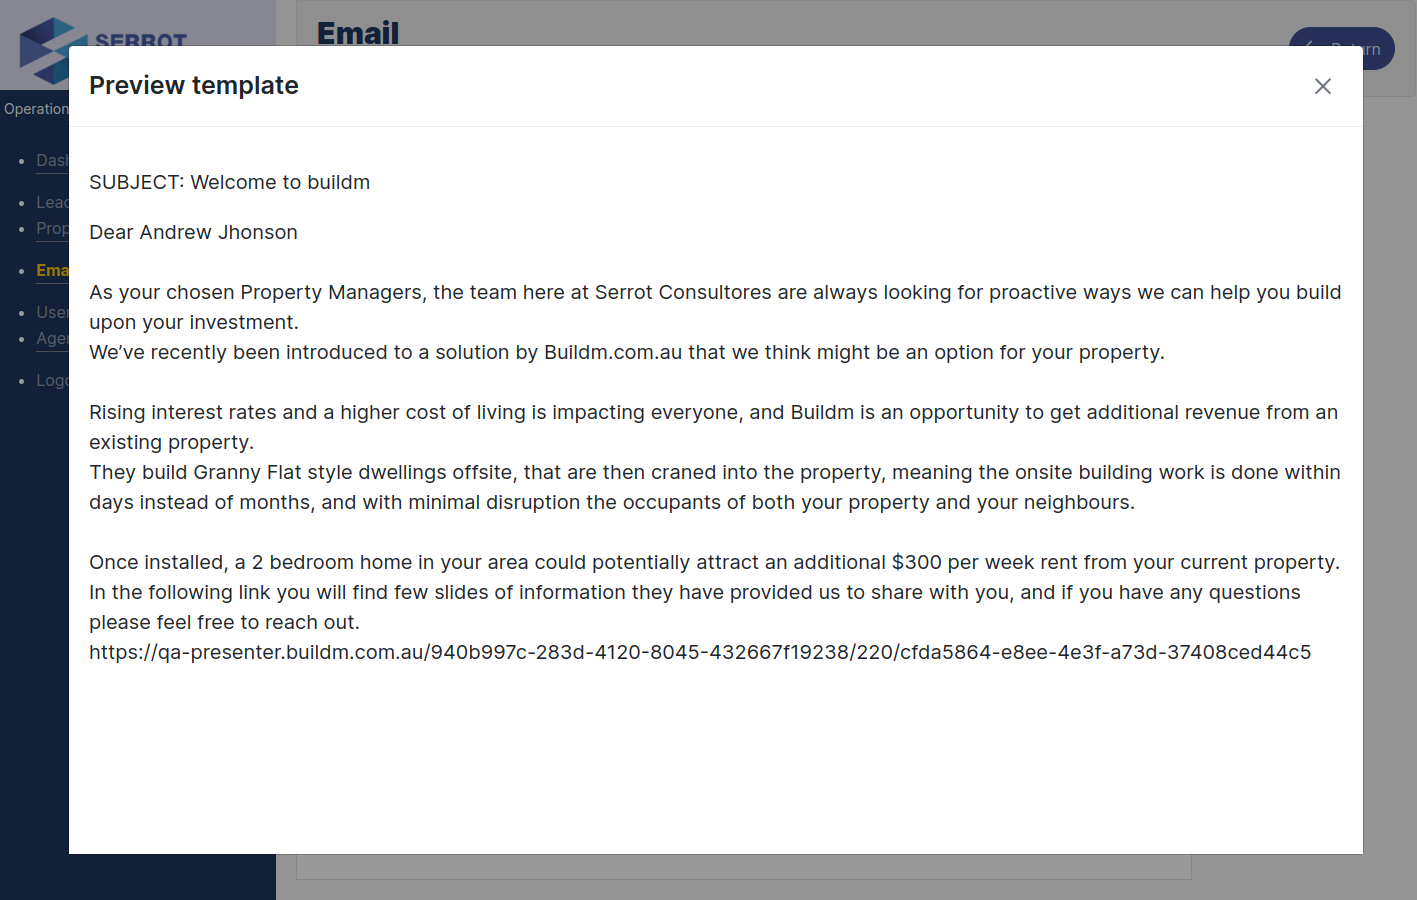 SERROT
Email
Return
Preview template
Operation
SUBJECT: Welcome to buildm
Dear Andrew Jhonson
As your chosen Property Managers, the team here at Serrot Consultores are always looking for proactive ways we can help you build
upon your investment.
We’ve recently been introduced to a solution by Buildm.com.au that we think might be an option for your property.
Rising interest rates and a higher cost of living is impacting everyone, and Buildm is an opportunity to get additional revenue from an
existing property.
They build Granny Flat style dwellings offsite, that are then craned into the property, meaning the onsite building work is done within
days instead of months, and with minimal disruption the occupants of both your property and your neighbours.
Once installed, a 2 bedroom home in your area could potentially attract an additional $300 per week rent from your current property.
In the following link you will find few slides of information they have provided us to share with you, and if you have any questions
please feel free to reach out.
https://qa-presenter.buildm.com.au/940b997c-283d-4120-8045-432667f19238/220/cfda5864-e8ee-4e3f-a73d-37408ced44c5